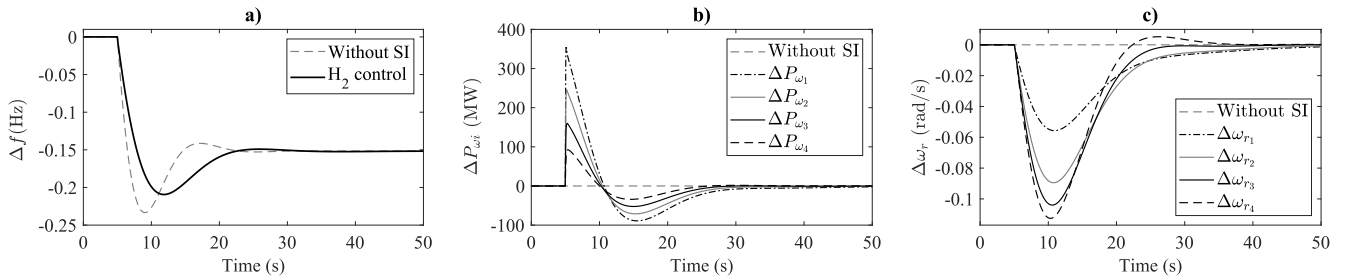 a)
0
-0.05
-0.1
-0.15
-0.2
-0.25
Δf (Hz)
0 10 20 30 40 50
Time (s)
Without SI
H2 control
b)
400
300
200
100
0
-100
ΔPωi (MW)
0 10 20 30 40 50
Time (s)
Without SI
ΔPω1
ΔPω2
ΔPω3
ΔPω4
c)
0
-0.02
-0.04
-0.06
-0.08
-0.1
Δωr (rad/s)
0 10 20 30 40 50
Time (s)
Without SI
Δωr1
Δωr2
Δωr3
Δωr4